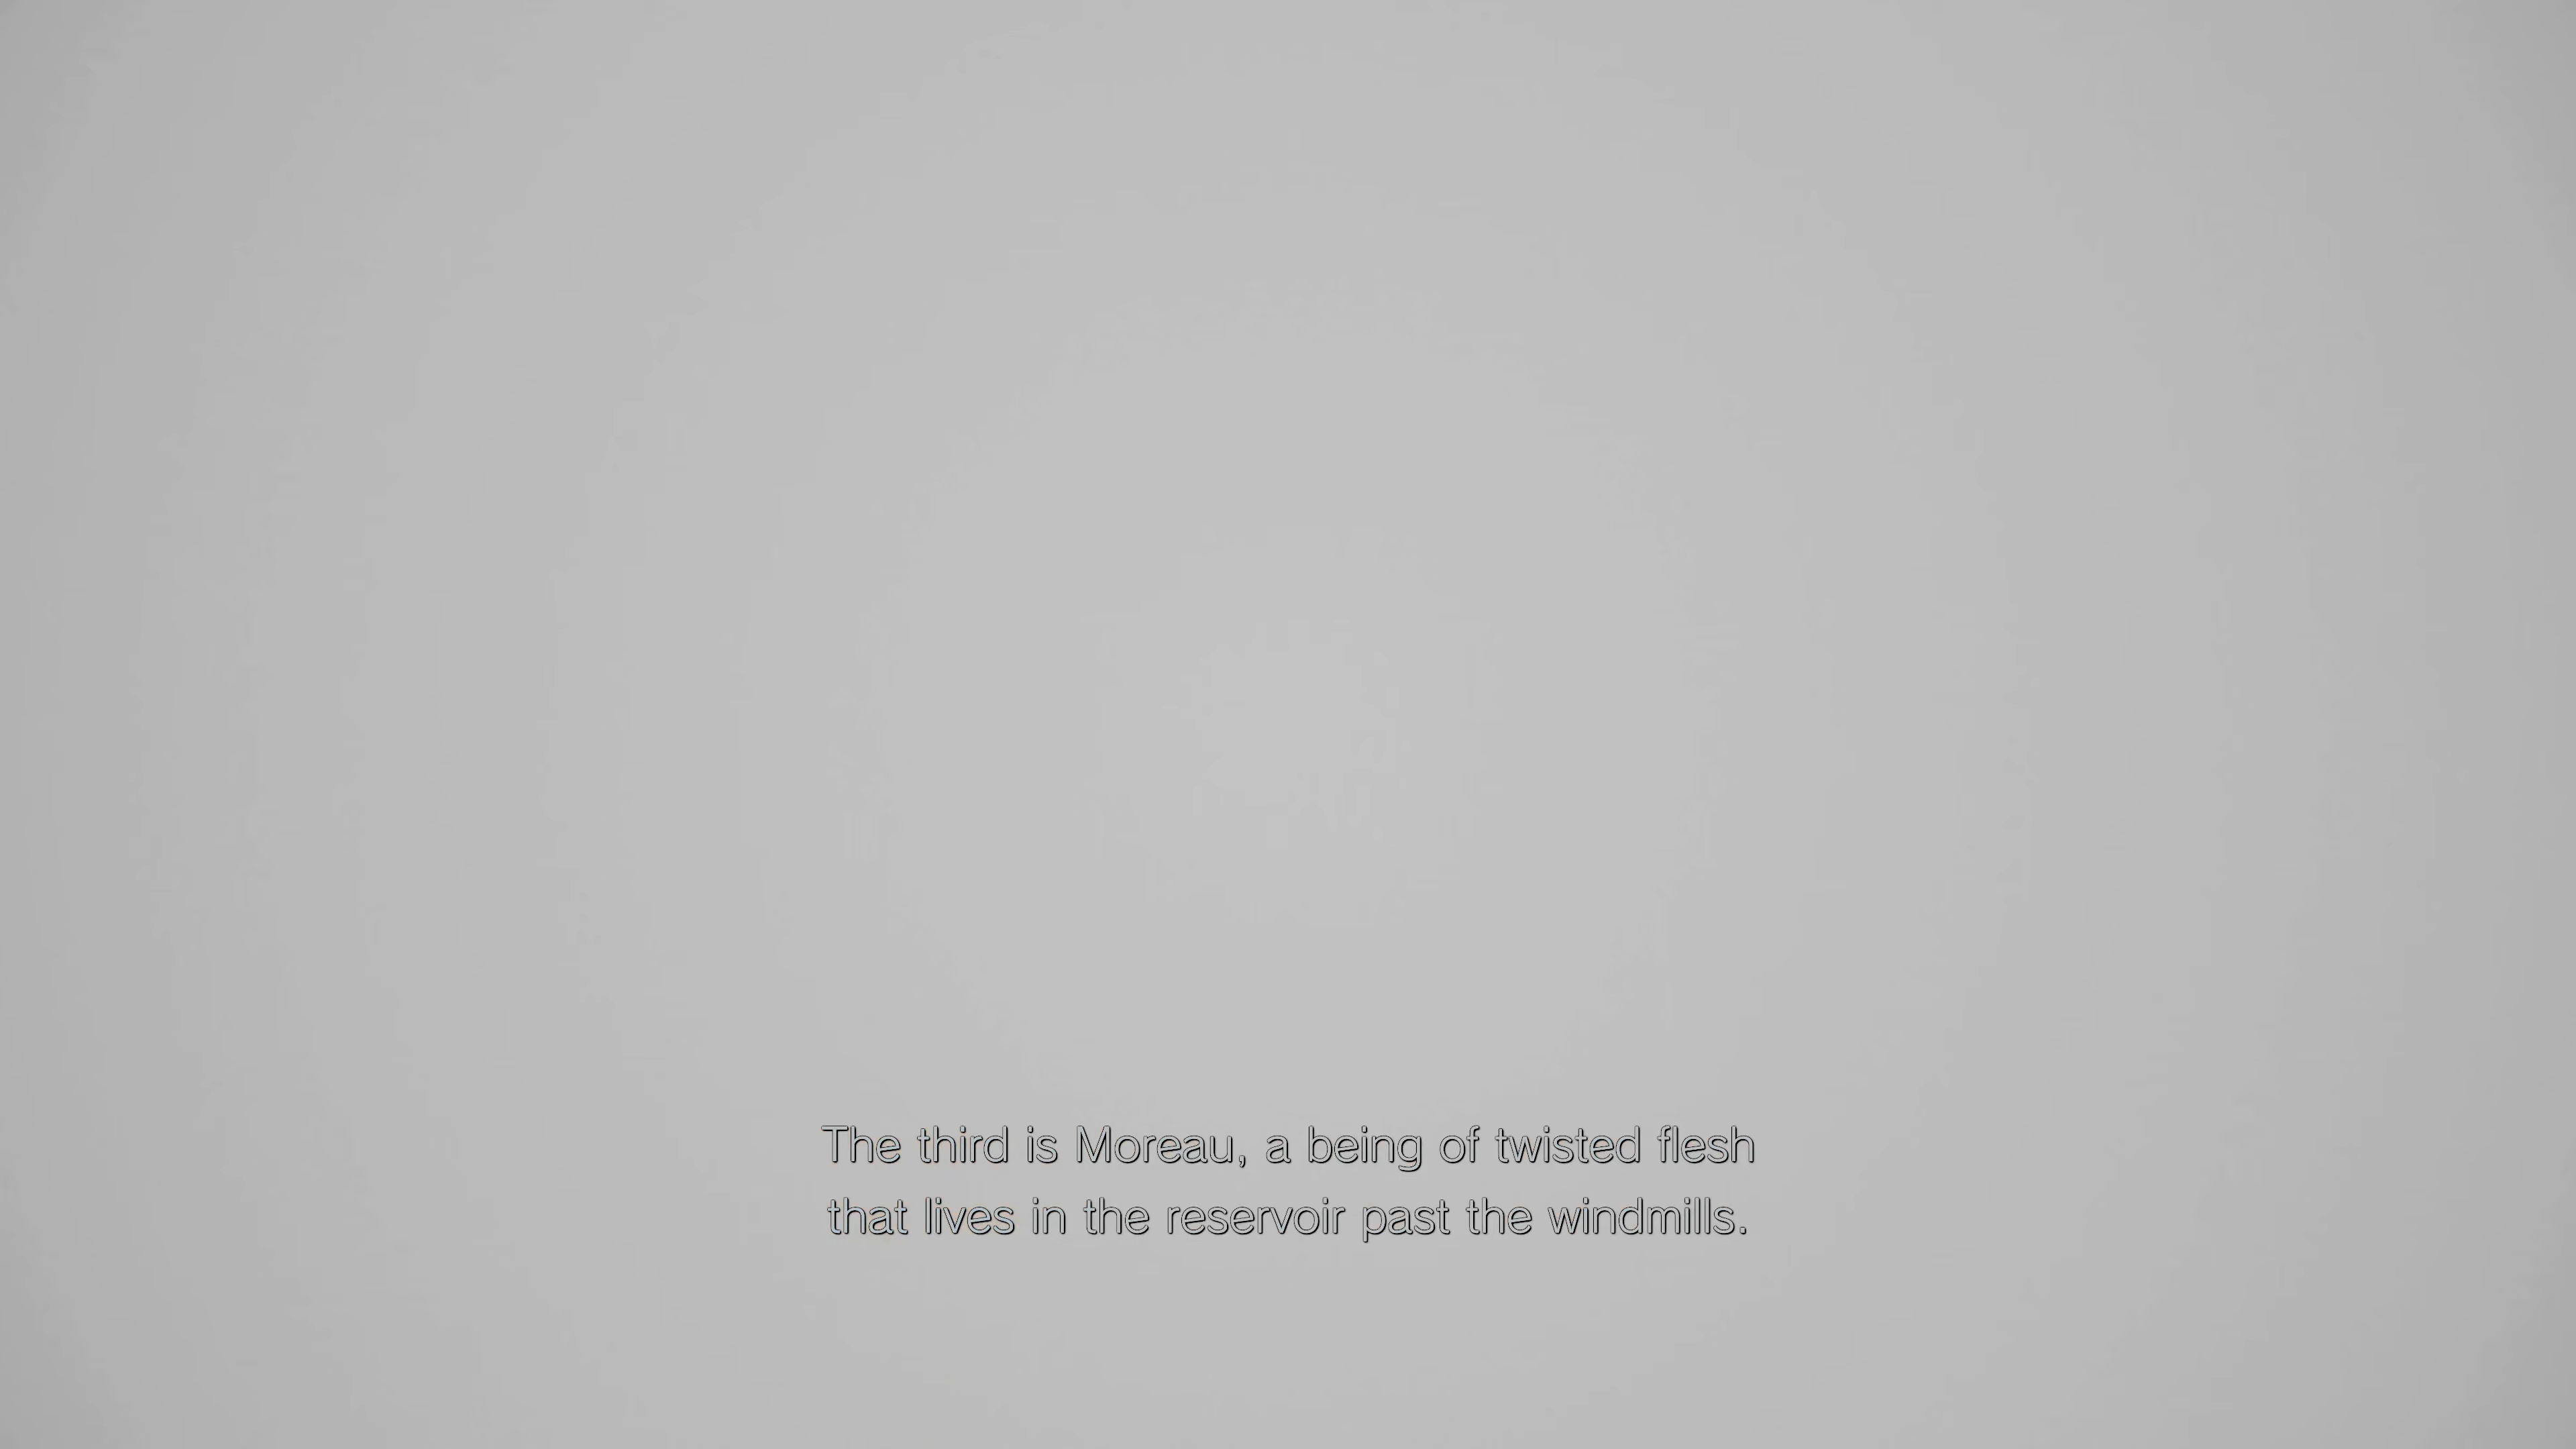 The third is Moreau, a being of twisted flesh
that lives in the reservoir past the windmills.